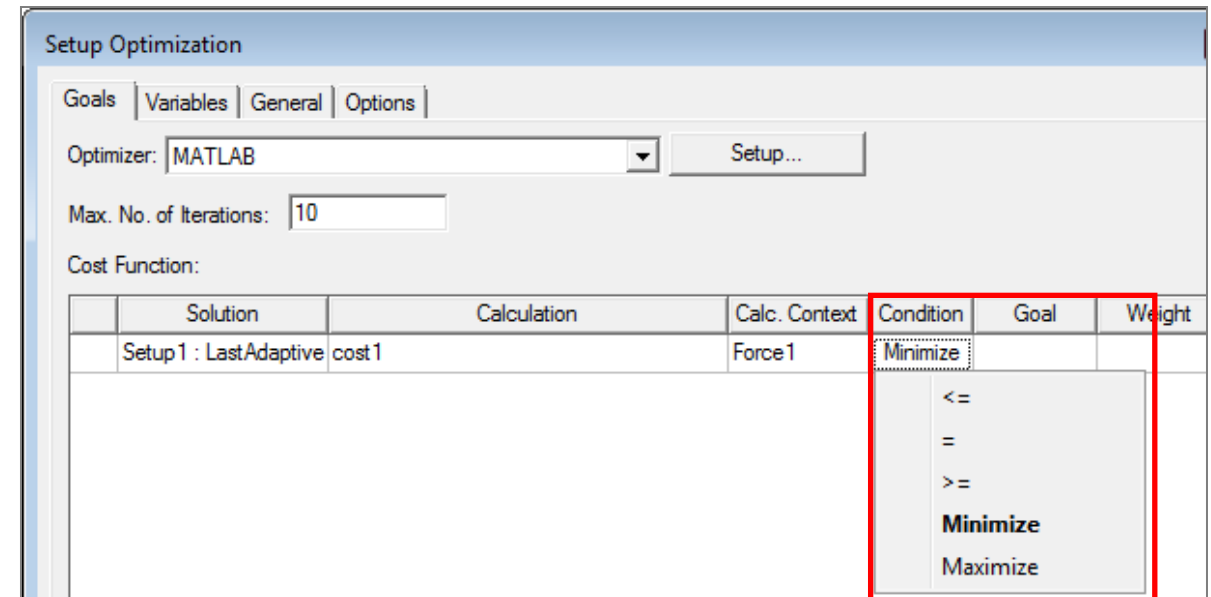 Setup Optimization
Goals Variables General Options
Optimizer: MATLAB Setup...
Max. No. of Iterations: 10
Cost Function:
Solution Calculation Calc. Context Condition Goal Weight
Setup1 : LastAdaptive cost1 Force1 Minimize
<=
=
>=
Minimize
Maximize